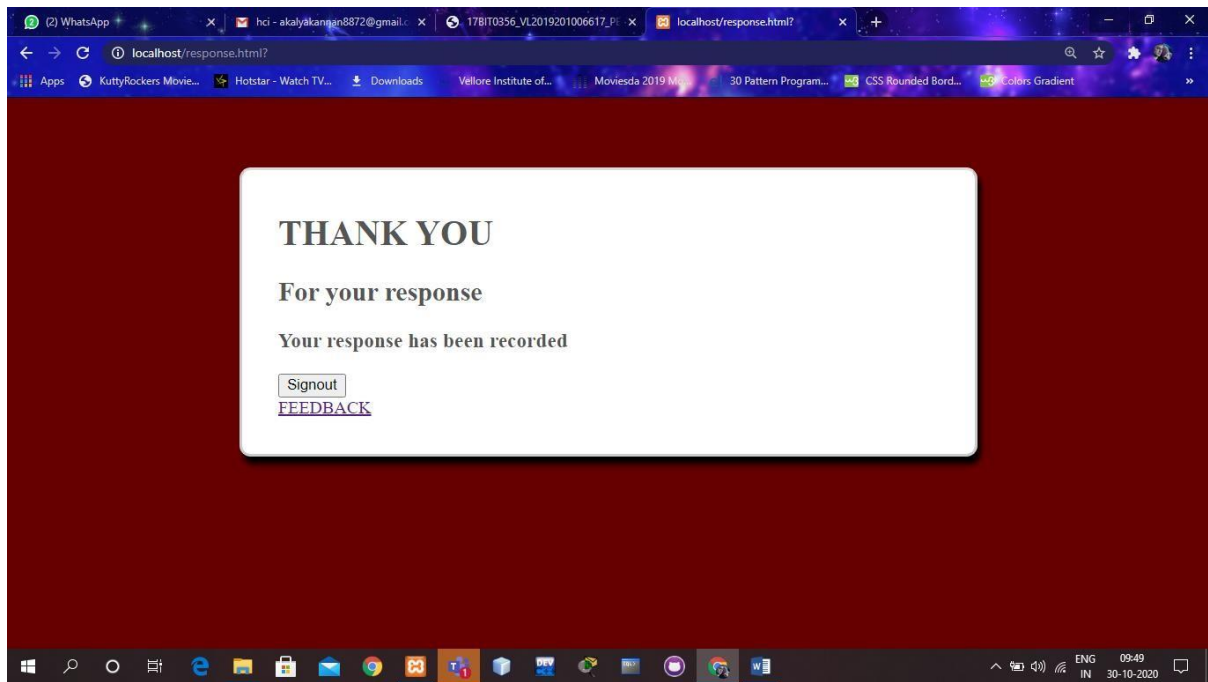 (2) WhatsApp
hci - akalyakannan8872@gmail.c
17BIT0356_VL2019201006617_PE
localhost/response.html?
localhost/response.html?
Apps
KuttyRockers Movie...
Hotstar - Watch TV...
Downloads
Vellore Institute of...
Moviesda 2019
30 Pattern Program...
CSS Rounded Bord...
Colors Gradient
THANK YOU
For your response
Your response has been recorded
Signout
FEEDBACK
ENG 09:49
IN 30-10-2020